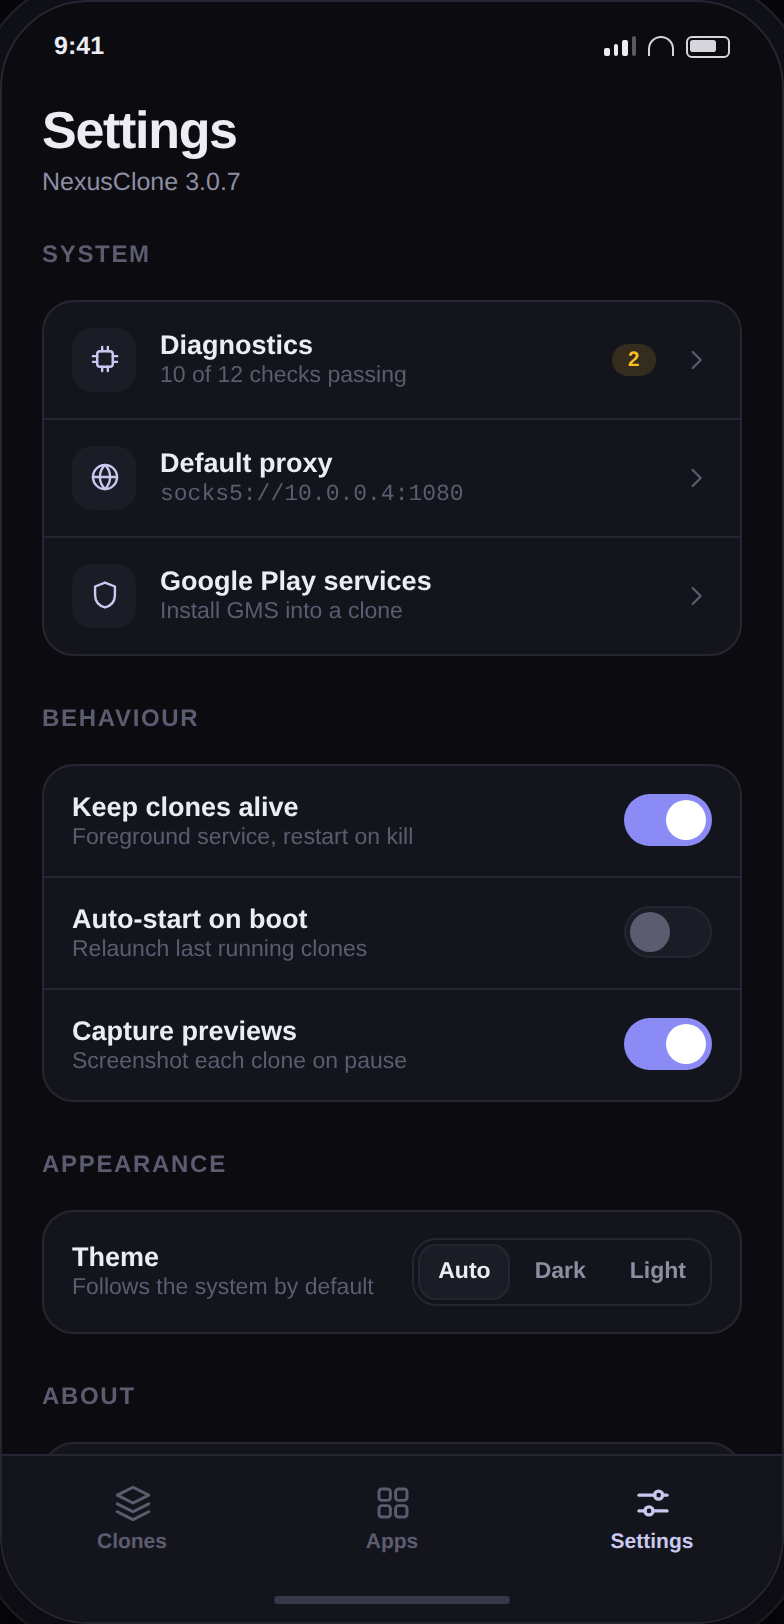 9:41
Settings
NexusClone 3.0.7
SYSTEM
Diagnostics
10 of 12 checks passing
2
Default proxy
socks5://10.0.0.4:1080
Google Play services
Install GMS into a clone
BEHAVIOUR
Keep clones alive
Foreground service, restart on kill
Auto-start on boot
Relaunch last running clones
Capture previews
Screenshot each clone on pause
APPEARANCE
Theme
Follows the system by default
Auto Dark Light
ABOUT
Clones Apps Settings